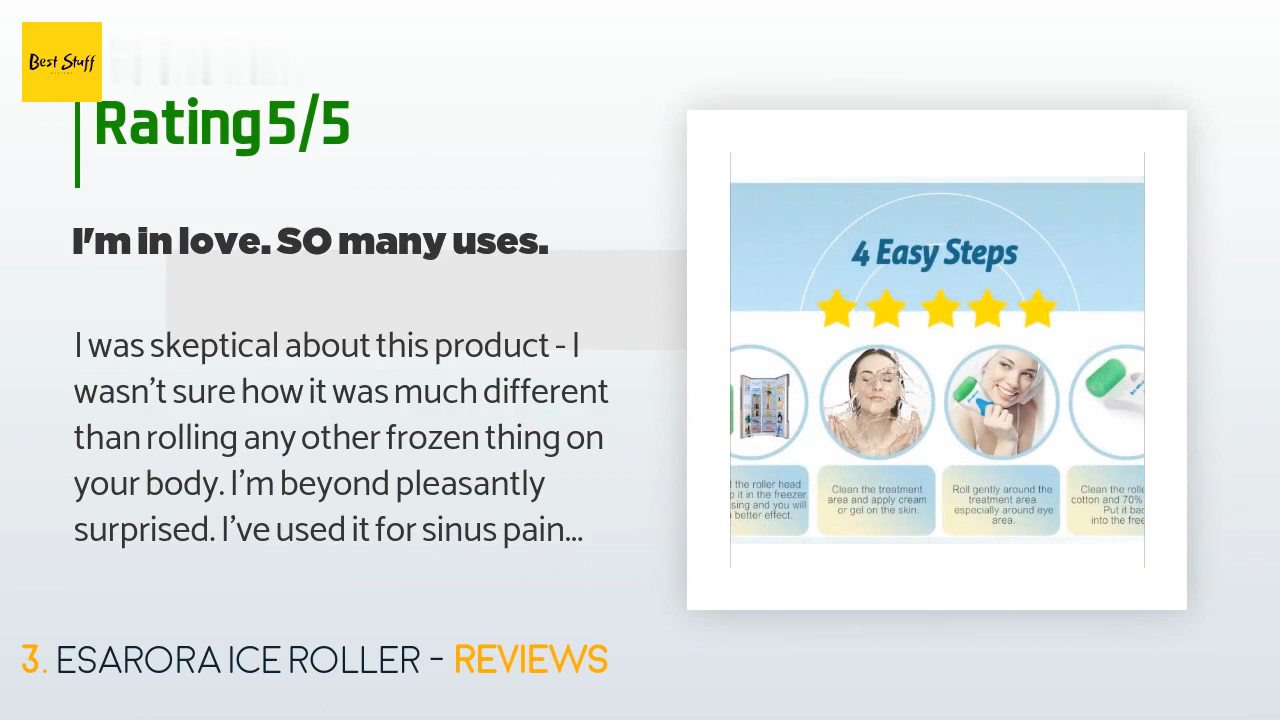 Best Stuff
Rating 5/5
I'm in love. SO many uses.
I was skeptical about this product - I
wasn't sure how it was much different
than rolling any other frozen thing on
your body. I'm beyond pleasantly
surprised. I've used it for sinus pain...
4 Easy Steps
t the roller head
p it in the freezer
sing and you will
better effect.
Clean the treatment
area and apply cream
or gel on the skin.
Roll gently around the
treatment area
especially around eye
area.
Clean the rolle
cotton and 70%
Put it bac
into the free
3. ESARORA ICE ROLLER - REVIEWS